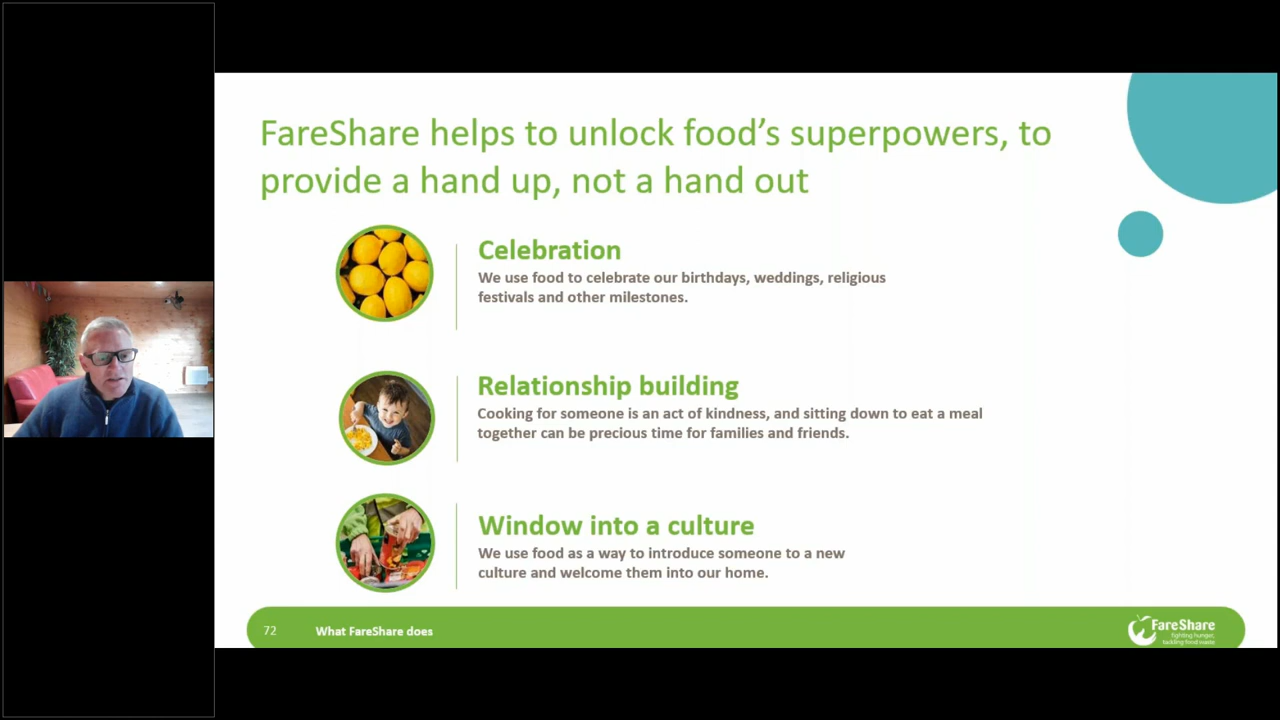 FareShare helps to unlock food’s superpowers, to
provide a hand up, not a hand out
Celebration
We use food to celebrate our birthdays, weddings, religious
festivals and other milestones.
Relationship building
Cooking for someone is an act of kindness, and sitting down to eat a meal
together can be precious time for families and friends.
Window into a culture
We use food as a way to introduce someone to a new
culture and welcome them into our home.
72
What FareShare does
FareShare
fighting hunger,
tackling food waste